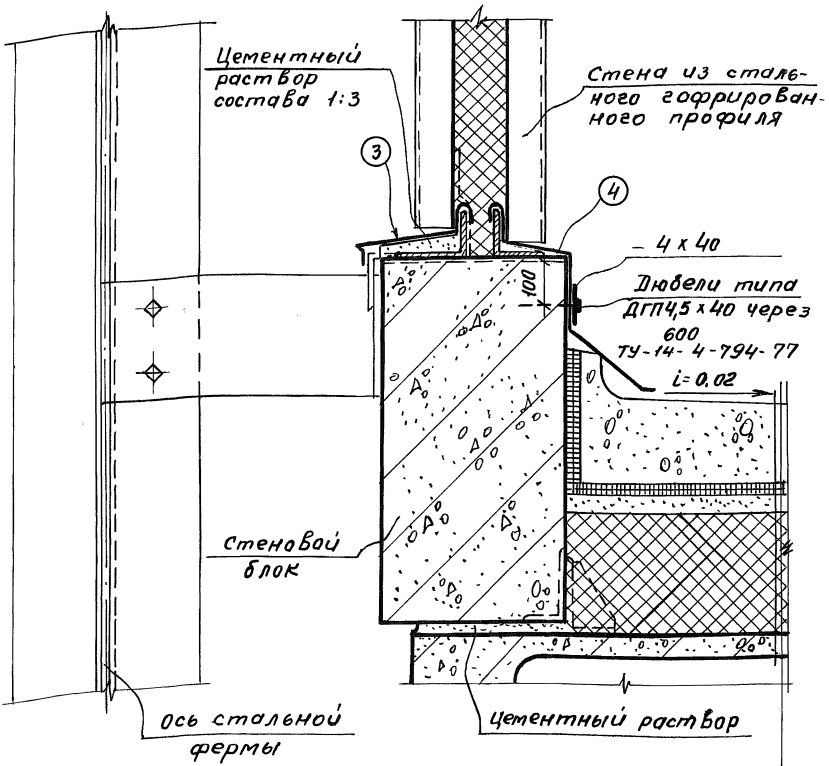 Цементный
раствор
состава 1:3
Стена из сталь-
ного гофрирован-
ного профиля
3
4
– 4 × 40
Дюбели типа
ДГП4,5 × 40 через
600
ТУ-14-4-794-77
100
i=0,02
Стеновой
блок
Ось стальной
фермы
Цементный раствор